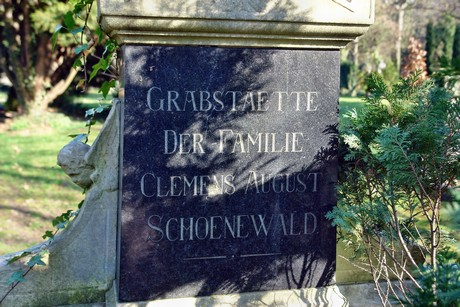 GRABSTAETTE
DER FAMILIE
CLEMENS AUGUST
SCHOENEWALD